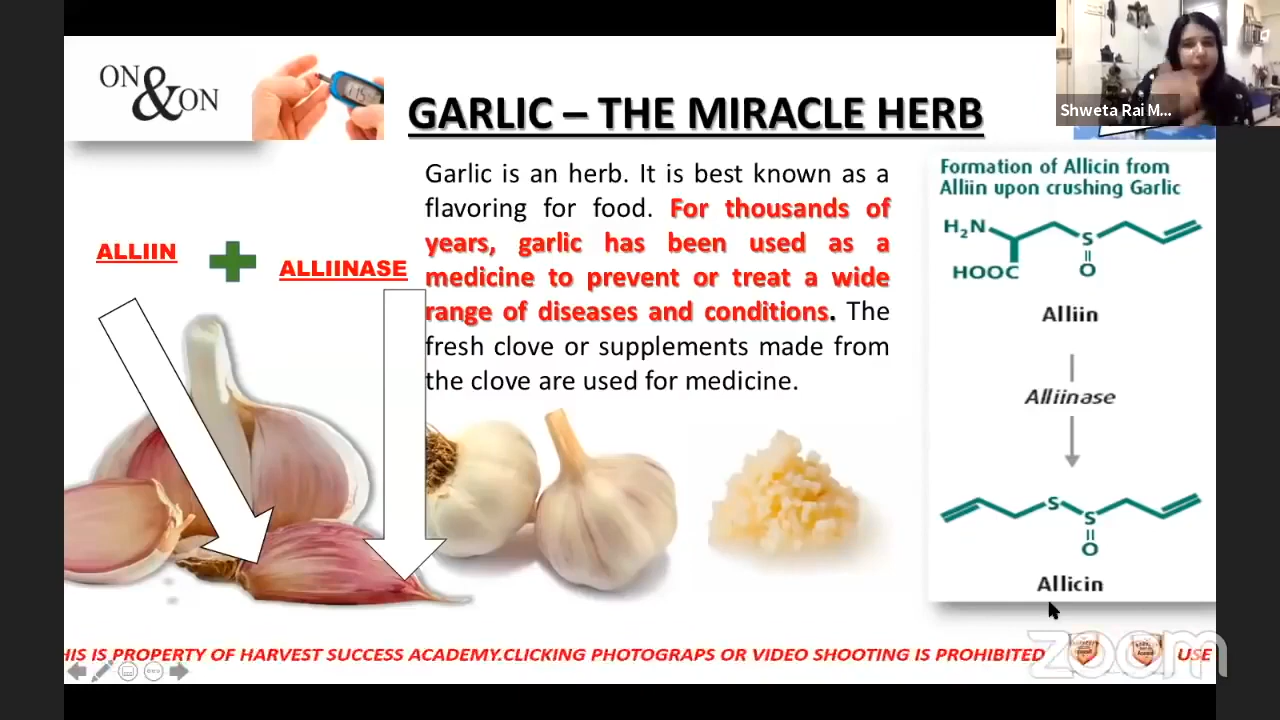 ON
&
ON
GARLIC – THE MIRACLE HERB
Shweta Rai M...
Garlic is an herb. It is best known as a
flavoring for food. For thousands of
years, garlic has been used as a
medicine to prevent or treat a wide
range of diseases and conditions. The
fresh clove or supplements made from
the clove are used for medicine.
ALLIIN
ALLIINASE
Formation of Allicin from
Alliin upon crushing Garlic
H₂N
S
HOOC
O
Alliin
Alliinase
S
S
O
Allicin
HIS IS PROPERTY OF HARVEST SUCCESS ACADEMY.CLICKING PHOTOGRAPS OR VIDEO SHOOTING IS PROHIBITED
USE
zoom